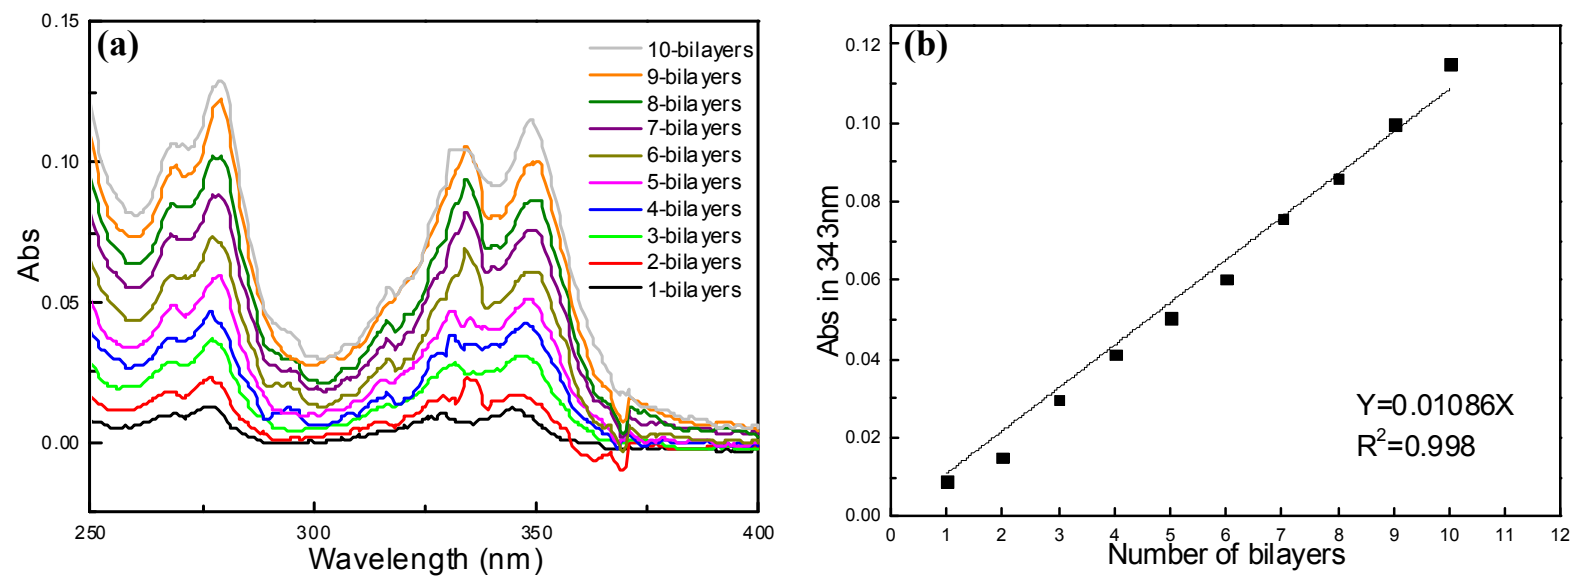 (a)
0.15
0.10
0.05
0.00
Abs
10-bilayers
9-bilayers
8-bilayers
7-bilayers
6-bilayers
5-bilayers
4-bilayers
3-bilayers
2-bilayers
1-bilayers
250 300 350 400
Wavelength (nm)
(b)
0.12
0.10
0.08
0.06
0.04
0.02
0.00
Abs in 343nm
Y=0.01086X
R²=0.998
0 1 2 3 4 5 6 7 8 9 10 11 12
Number of bilayers